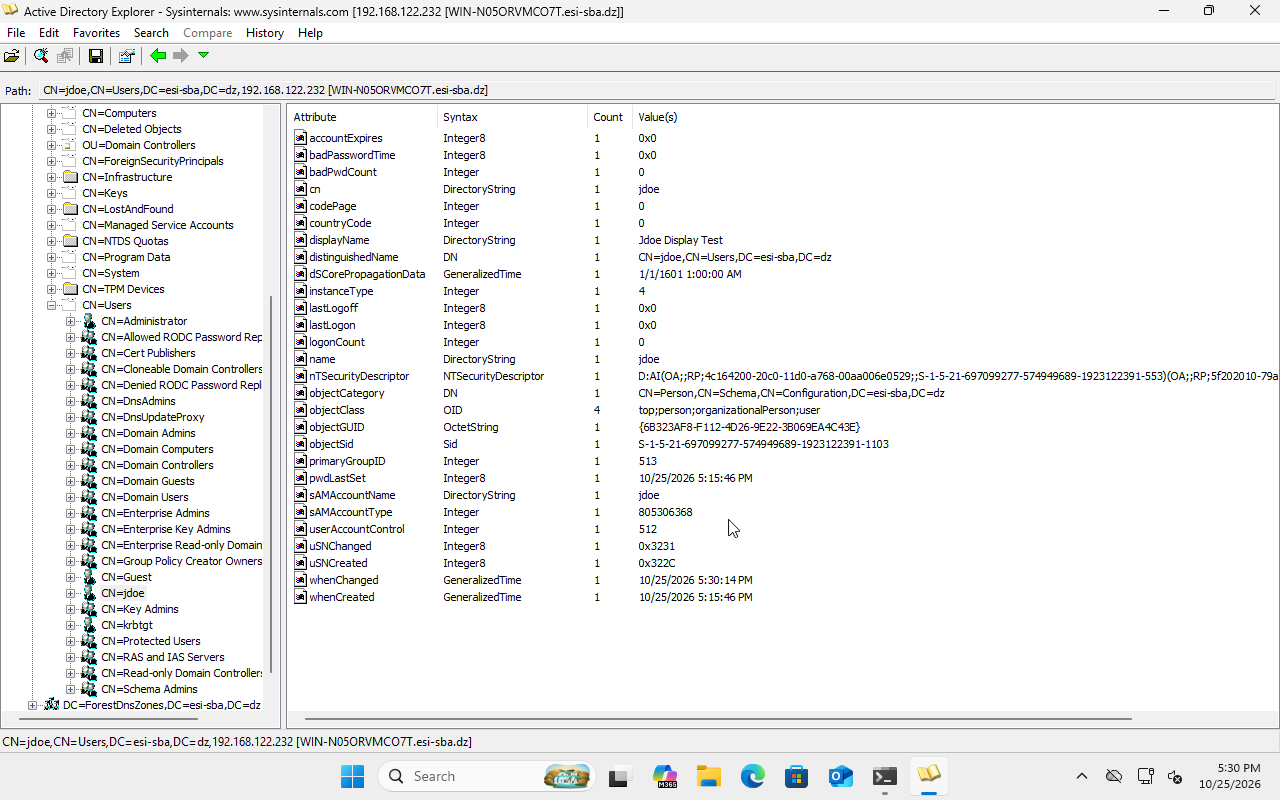 Active Directory Explorer - Sysinternals: www.sysinternals.com [192.168.122.232 [WIN-N05ORVMCO7T.esi-sba.dz]]
File Edit Favorites Search Compare History Help
Path: CN=jdoe,CN=Users,DC=esi-sba,DC=dz,192.168.122.232 [WIN-N05ORVMCO7T.esi-sba.dz]
CN=Computers
CN=Deleted Objects
OU=Domain Controllers
CN=ForeignSecurityPrincipals
CN=Infrastructure
CN=Keys
CN=LostAndFound
CN=Managed Service Accounts
CN=NTDS Quotas
CN=Program Data
CN=System
CN=TPM Devices
CN=Users
CN=Administrator
CN=Allowed RODC Password Rep
CN=Cert Publishers
CN=Cloneable Domain Controllers
CN=Denied RODC Password Repl
CN=DnsAdmins
CN=DnsUpdateProxy
CN=Domain Admins
CN=Domain Computers
CN=Domain Controllers
CN=Domain Guests
CN=Domain Users
CN=Enterprise Admins
CN=Enterprise Key Admins
CN=Enterprise Read-only Domain
CN=Group Policy Creator Owners
CN=Guest
CN=jdoe
CN=Key Admins
CN=krbtgt
CN=Protected Users
CN=RAS and IAS Servers
CN=Read-only Domain Controllers
CN=Schema Admins
DC=ForestDnsZones,DC=esi-sba,DC=dz
Attribute Syntax Count Value(s)
accountExpires Integer8 1 0x0
badPasswordTime Integer8 1 0x0
badPwdCount Integer 1 0
cn DirectoryString 1 jdoe
codePage Integer 1 0
countryCode Integer 1 0
displayName DirectoryString 1 Jdoe Display Test
distinguishedName DN 1 CN=jdoe,CN=Users,DC=esi-sba,DC=dz
dSCorePropagationData GeneralizedTime 1 1/1/1601 1:00:00 AM
instanceType Integer 1 4
lastLogoff Integer8 1 0x0
lastLogon Integer8 1 0x0
logonCount Integer 1 0
name DirectoryString 1 jdoe
nTSecurityDescriptor NTSecurityDescriptor 1 D:AI(OA;;RP;4c164200-20c0-11d0-a768-00aa006e0529;;S-1-5-21-697099277-574949689-1923122391-553)(OA;;RP;5f202010-79a
objectCategory DN 1 CN=Person,CN=Schema,CN=Configuration,DC=esi-sba,DC=dz
objectClass OID 4 top;person;organizationalPerson;user
objectGUID OctetString 1 {6B323AF8-F112-4D26-9E22-3B069EA4C43E}
objectSid Sid 1 S-1-5-21-697099277-574949689-1923122391-1103
primaryGroupID Integer 1 513
pwdLastSet Integer8 1 10/25/2026 5:15:46 PM
sAMAccountName DirectoryString 1 jdoe
sAMAccountType Integer 1 805306368
userAccountControl Integer 1 512
uSNChanged Integer8 1 0x3231
uSNCreated Integer8 1 0x322C
whenChanged GeneralizedTime 1 10/25/2026 5:30:14 PM
whenCreated GeneralizedTime 1 10/25/2026 5:15:46 PM
CN=jdoe,CN=Users,DC=esi-sba,DC=dz,192.168.122.232 [WIN-N05ORVMCO7T.esi-sba.dz]
Search
M365
5:30 PM
10/25/2026